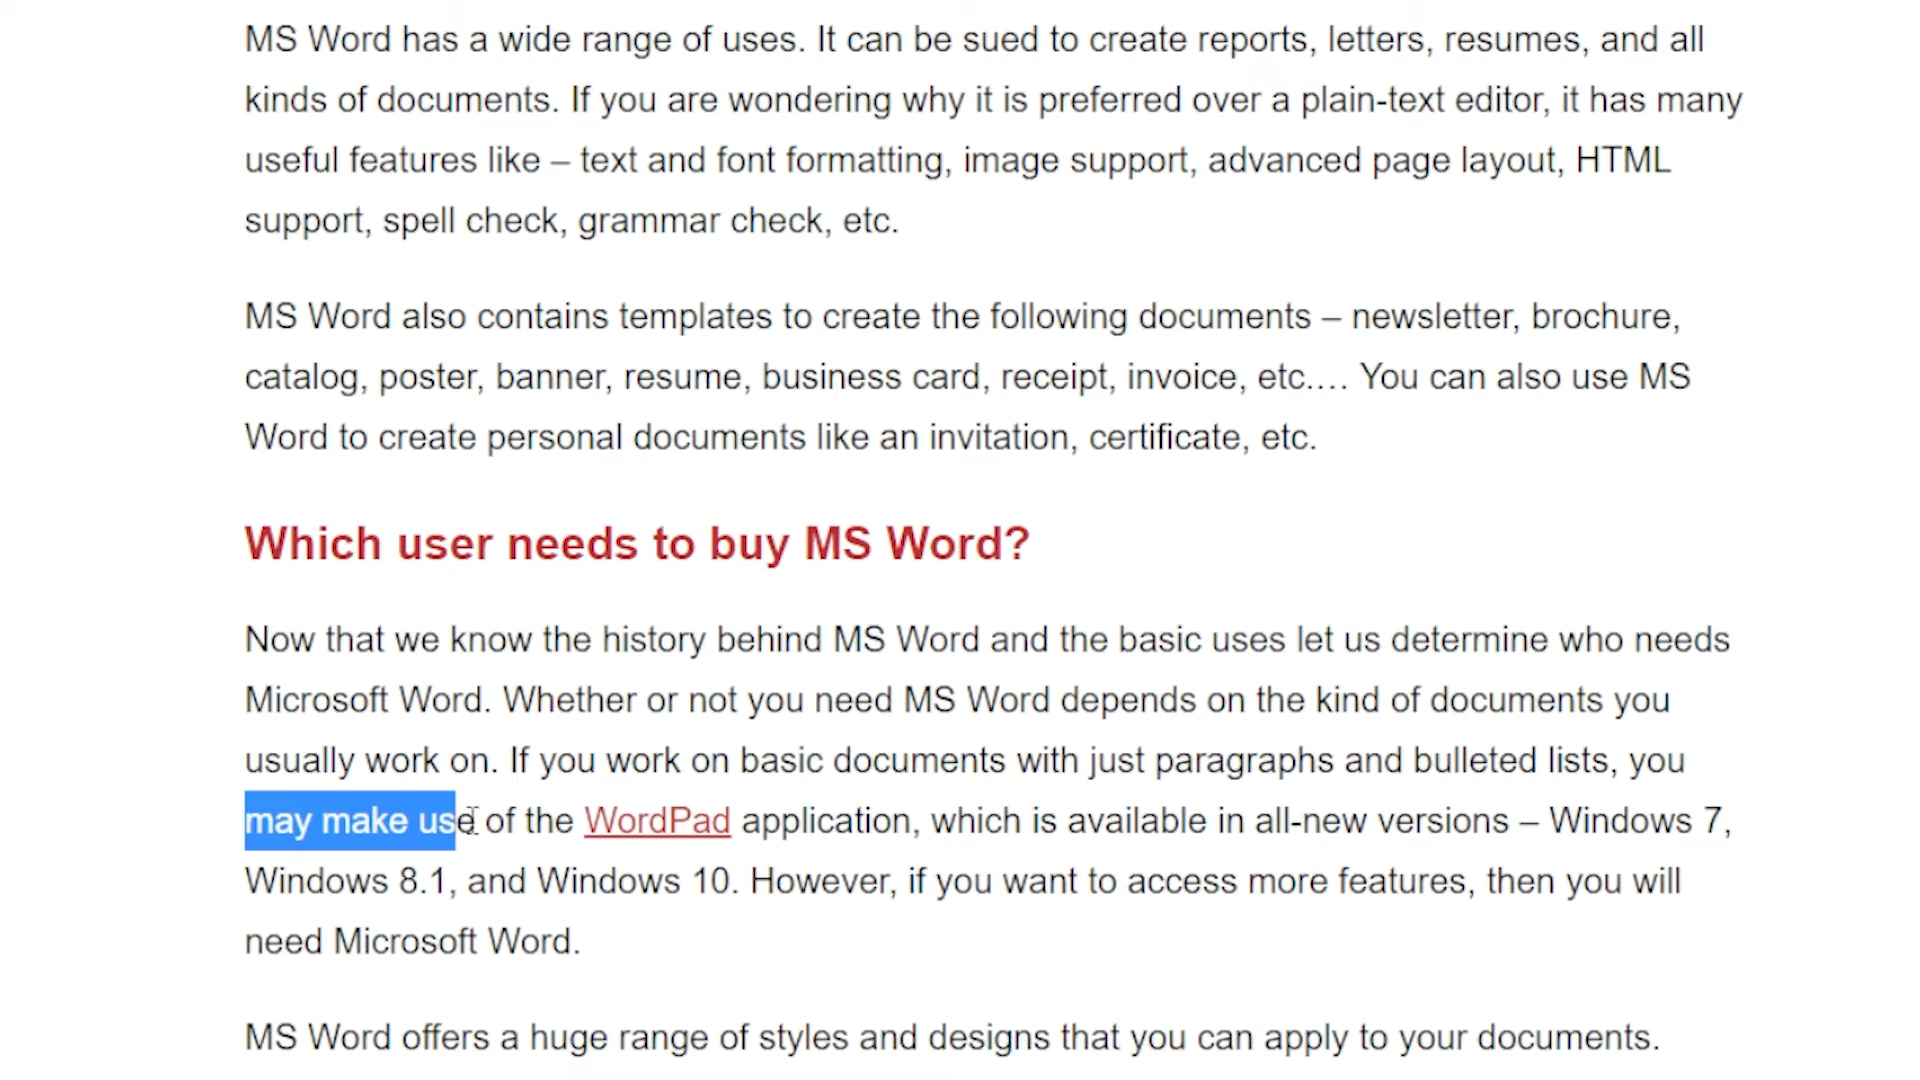 MS Word has a wide range of uses. It can be sued to create reports, letters, resumes, and all
kinds of documents. If you are wondering why it is preferred over a plain-text editor, it has many
useful features like – text and font formatting, image support, advanced page layout, HTML
support, spell check, grammar check, etc.
MS Word also contains templates to create the following documents – newsletter, brochure,
catalog, poster, banner, resume, business card, receipt, invoice, etc.… You can also use MS
Word to create personal documents like an invitation, certificate, etc.
Which user needs to buy MS Word?
Now that we know the history behind MS Word and the basic uses let us determine who needs
Microsoft Word. Whether or not you need MS Word depends on the kind of documents you
usually work on. If you work on basic documents with just paragraphs and bulleted lists, you
may make use of the WordPad application, which is available in all-new versions – Windows 7,
Windows 8.1, and Windows 10. However, if you want to access more features, then you will
need Microsoft Word.
MS Word offers a huge range of styles and designs that you can apply to your documents.